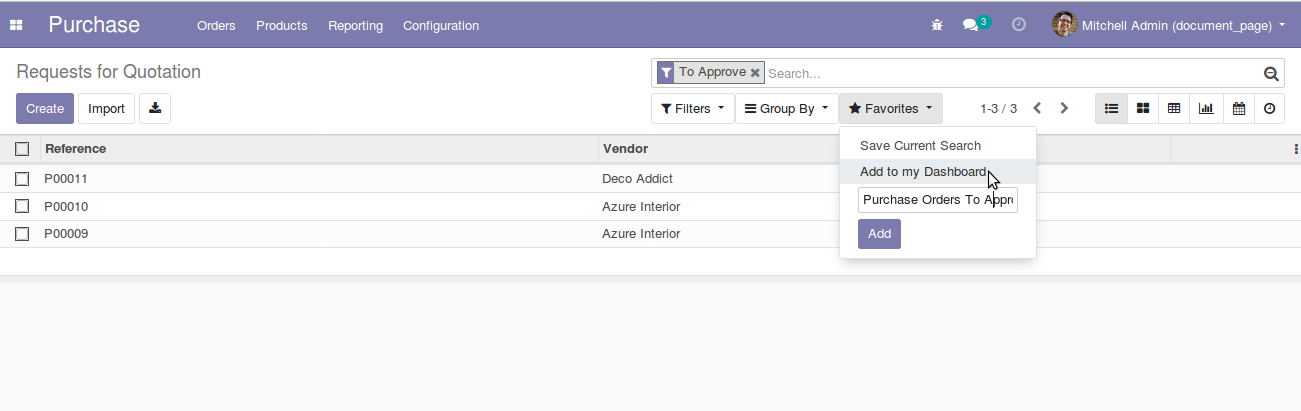 Purchase Orders Products Reporting Configuration 3 Mitchell Admin (document_page)
Requests for Quotation To Approve Search...
Create Import Filters Group By Favorites 1-3 / 3
Save Current Search
Add to my Dashboard
Purchase Orders To Appr
Add
Reference Vendor
P00011 Deco Addict
P00010 Azure Interior
P00009 Azure Interior